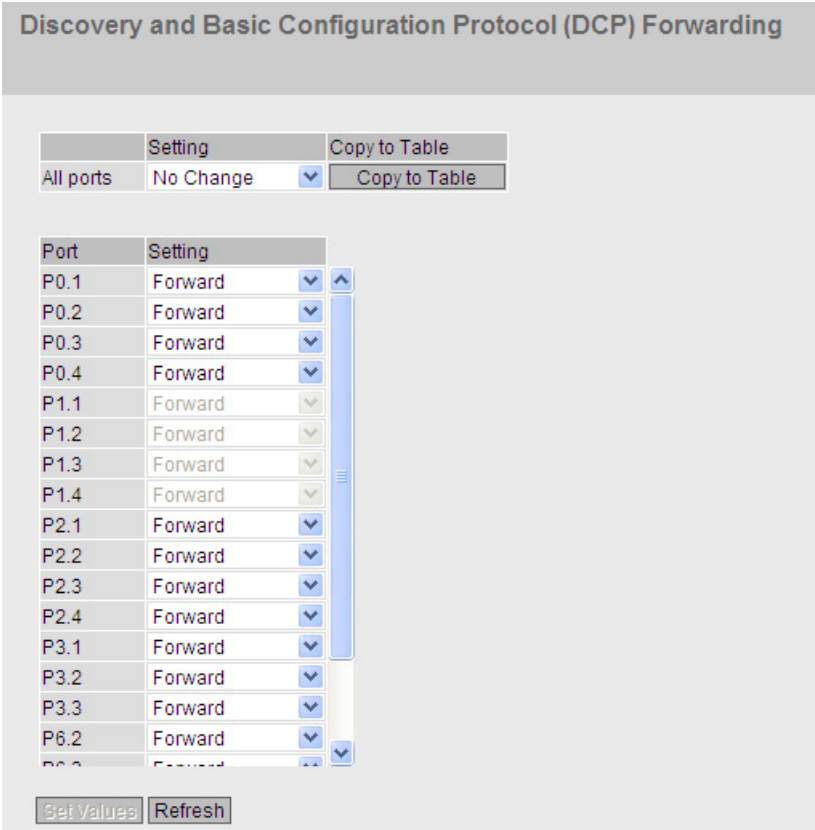 Discovery and Basic Configuration Protocol (DCP) Forwarding
Setting Copy to Table
All ports No Change Copy to Table
Port Setting
P0.1 Forward
P0.2 Forward
P0.3 Forward
P0.4 Forward
P1.1 Forward
P1.2 Forward
P1.3 Forward
P1.4 Forward
P2.1 Forward
P2.2 Forward
P2.3 Forward
P2.4 Forward
P3.1 Forward
P3.2 Forward
P3.3 Forward
P6.2 Forward
Set Values Refresh